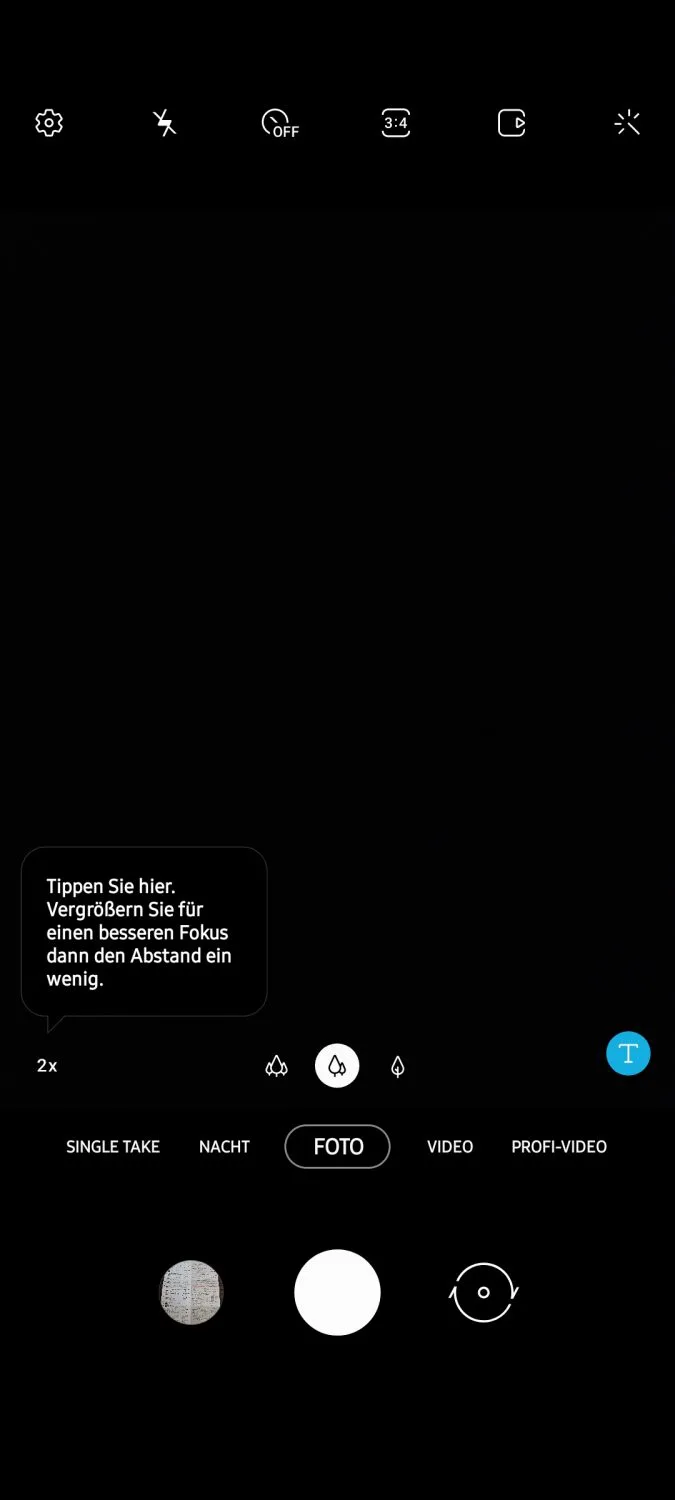 OFF
3:4
Tippen Sie hier.
Vergrößern Sie für
einen besseren Fokus
dann den Abstand ein
wenig.
2x
T
SINGLE TAKE NACHT FOTO VIDEO PROFI-VIDEO